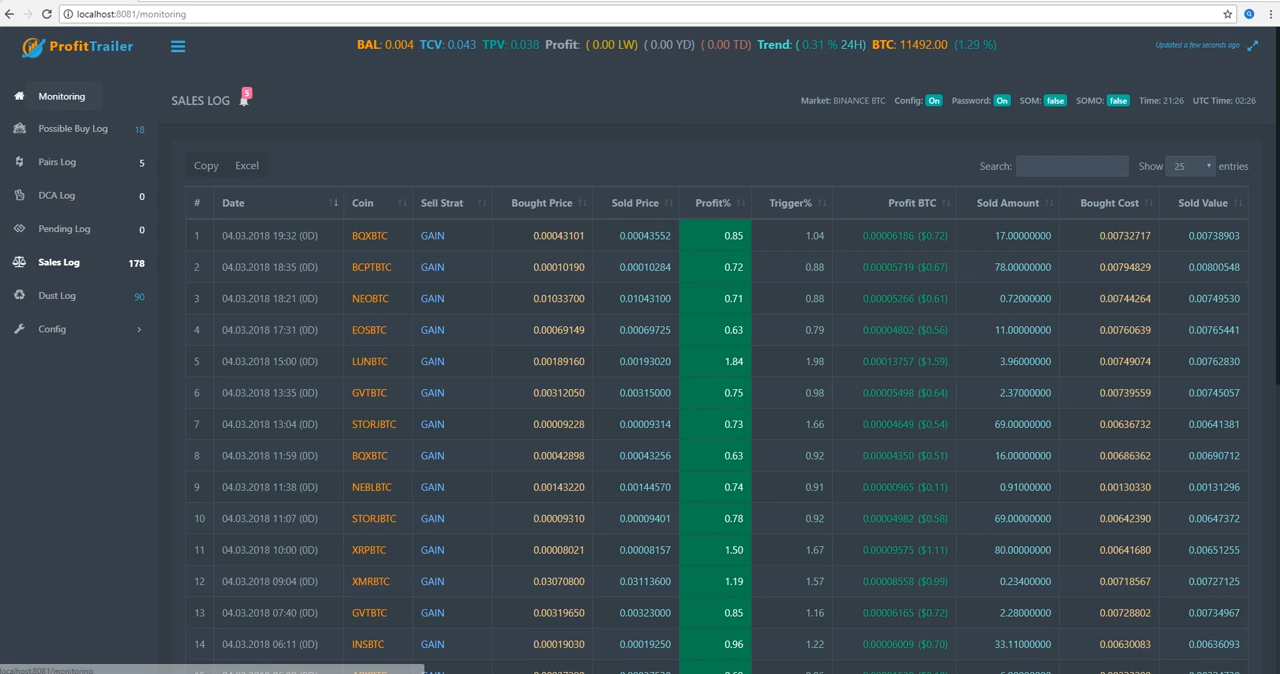 localhost:8081/monitoring
ProfitTrailer
BAL: 0.004 TCV: 0.043 TPV: 0.038 Profit: ( 0.00 LW) ( 0.00 YD) ( 0.00 TD) Trend: ( 0.31 % 24H) BTC: 11492.00 (1.29 %)
Updated a few seconds ago
Monitoring
Possible Buy Log 18
Pairs Log 5
DCA Log 0
Pending Log 0
Sales Log 178
Dust Log 90
Config
SALES LOG 5
Market: BINANCE BTC Config: On Password: On SOM: false SOMO: false Time: 21:26 UTC Time: 02:26
Copy Excel
Search: Show 25 entries
# Date Coin Sell Strat Bought Price Sold Price Profit% Trigger% Profit BTC Sold Amount Bought Cost Sold Value
1 04.03.2018 19:32 (0D) BQXBTC GAIN 0.00043101 0.00043552 0.85 1.04 0.00006186 ($0.72) 17.00000000 0.00732717 0.00738903
2 04.03.2018 18:35 (0D) BCPTBTC GAIN 0.00010190 0.00010284 0.72 0.88 0.00005719 ($0.67) 78.00000000 0.00794829 0.00800548
3 04.03.2018 18:21 (0D) NEOBTC GAIN 0.01033700 0.01043100 0.71 0.88 0.00005266 ($0.61) 0.72000000 0.00744264 0.00749530
4 04.03.2018 17:31 (0D) EOSBTC GAIN 0.00069149 0.00069725 0.63 0.79 0.00004802 ($0.56) 11.00000000 0.00760639 0.00765441
5 04.03.2018 15:00 (0D) LUNBTC GAIN 0.00189160 0.00193020 1.84 1.98 0.00013757 ($1.59) 3.96000000 0.00749074 0.00762830
6 04.03.2018 13:35 (0D) GVTBTC GAIN 0.00312050 0.00315000 0.75 0.98 0.00005498 ($0.64) 2.37000000 0.00739559 0.00745057
7 04.03.2018 13:04 (0D) STORJBTC GAIN 0.00009228 0.00009314 0.73 1.66 0.00004649 ($0.54) 69.00000000 0.00636732 0.00641381
8 04.03.2018 11:59 (0D) BQXBTC GAIN 0.00042898 0.00043256 0.63 0.92 0.00004350 ($0.51) 16.00000000 0.00686362 0.00690712
9 04.03.2018 11:38 (0D) NEBLBTC GAIN 0.00143220 0.00144570 0.74 0.91 0.00000965 ($0.11) 0.91000000 0.00130330 0.00131296
10 04.03.2018 11:07 (0D) STORJBTC GAIN 0.00009310 0.00009401 0.78 0.92 0.00004982 ($0.58) 69.00000000 0.00642390 0.00647372
11 04.03.2018 10:00 (0D) XRPBTC GAIN 0.00008021 0.00008157 1.50 1.67 0.00009575 ($1.11) 80.00000000 0.00641680 0.00651255
12 04.03.2018 09:04 (0D) XMRBTC GAIN 0.03070800 0.03113600 1.19 1.57 0.00008558 ($0.99) 0.23400000 0.00718567 0.00727125
13 04.03.2018 07:40 (0D) GVTBTC GAIN 0.00319650 0.00323000 0.85 1.16 0.00006165 ($0.72) 2.28000000 0.00728802 0.00734967
14 04.03.2018 06:11 (0D) INSBTC GAIN 0.00019030 0.00019250 0.96 1.22 0.00006009 ($0.70) 33.11000000 0.00630083 0.00636093
localhost:8081/monitoring